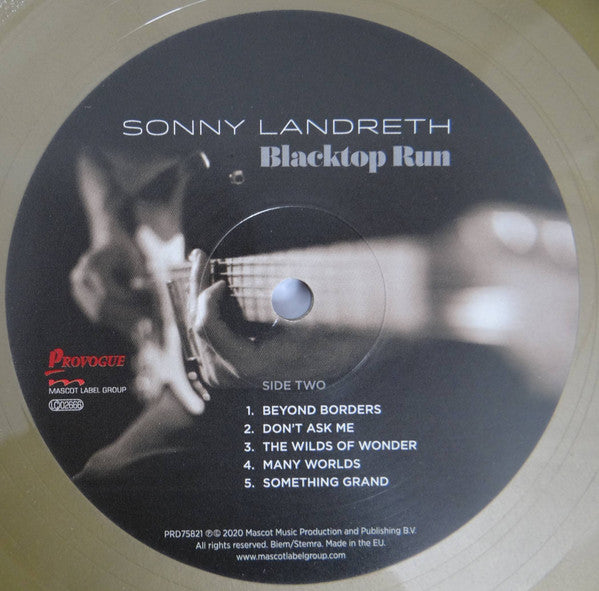 SONNY LANDRETH
Blacktop Run
PROVOGUE
MASCOT LABEL GROUP
LC02666
SIDE TWO
1. BEYOND BORDERS
2. DON'T ASK ME
3. THE WILDS OF WONDER
4. MANY WORLDS
5. SOMETHING GRAND
PRD75821 ℗© 2020 Mascot Music Production and Publishing B.V.
All rights reserved. Biem/Stemra. Made in the EU.
www.mascotlabelgroup.com